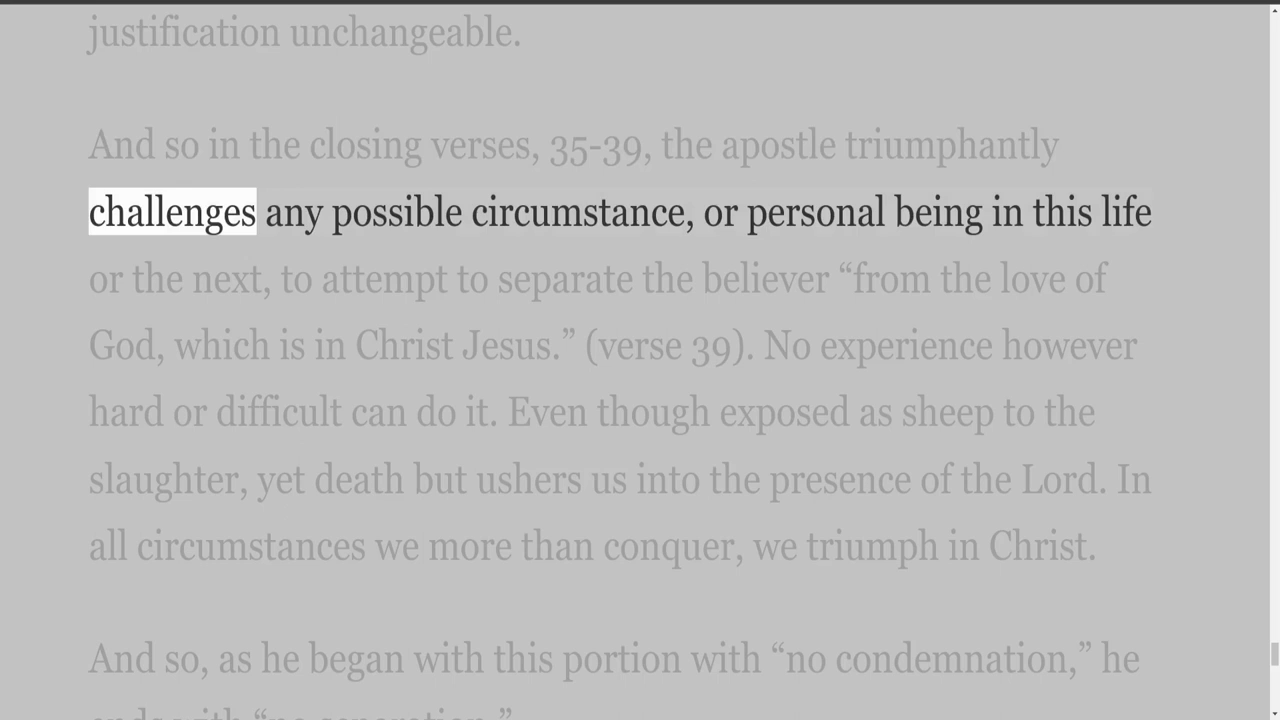 justification unchangeable.
And so in the closing verses, 35-39, the apostle triumphantly
challenges any possible circumstance, or personal being in this life
or the next, to attempt to separate the believer “from the love of
God, which is in Christ Jesus.” (verse 39). No experience however
hard or difficult can do it. Even though exposed as sheep to the
slaughter, yet death but ushers us into the presence of the Lord. In
all circumstances we more than conquer, we triumph in Christ.
And so, as he began with this portion with “no condemnation,” he
ends with “no separation.”